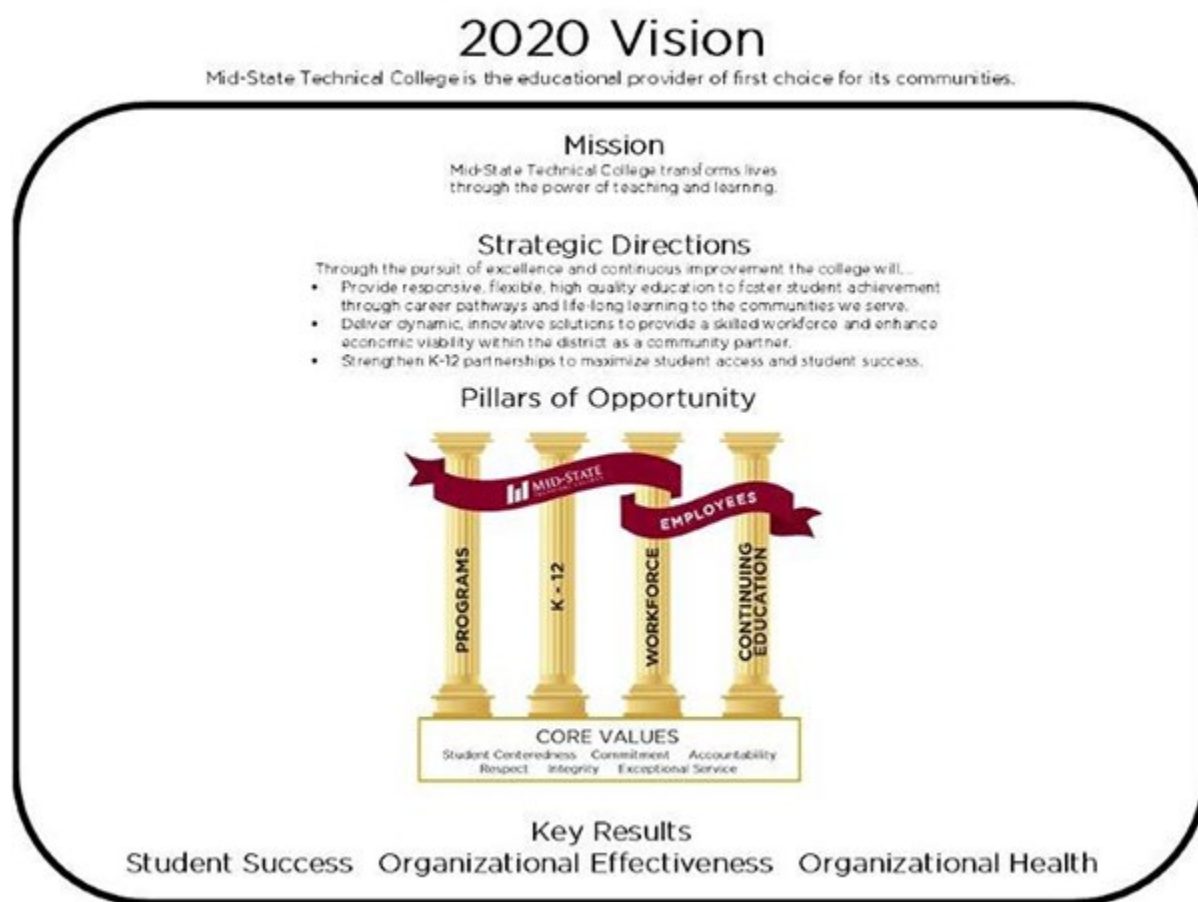 2020 Vision
Mid-State Technical College is the educational provider of first choice for its communities.
Mission
Mid-State Technical College transforms lives
through the power of teaching and learning.
Strategic Directions
Through the pursuit of excellence and continuous improvement the college will...
• Provide responsive, flexible, high quality education to foster student achievement
through career pathways and life-long learning to the communities we serve.
• Deliver dynamic, innovative solutions to provide a skilled workforce and enhance
economic viability within the district as a community partner.
• Strengthen K-12 partnerships to maximize student access and student success.
Pillars of Opportunity
MID-STATE
TECHNICAL COLLEGE
EMPLOYEES
PROGRAMS
K - 12
WORKFORCE
CONTINUING
EDUCATION
CORE VALUES
Student Centeredness Commitment Accountability
Respect Integrity Exceptional Service
Key Results
Student Success Organizational Effectiveness Organizational Health